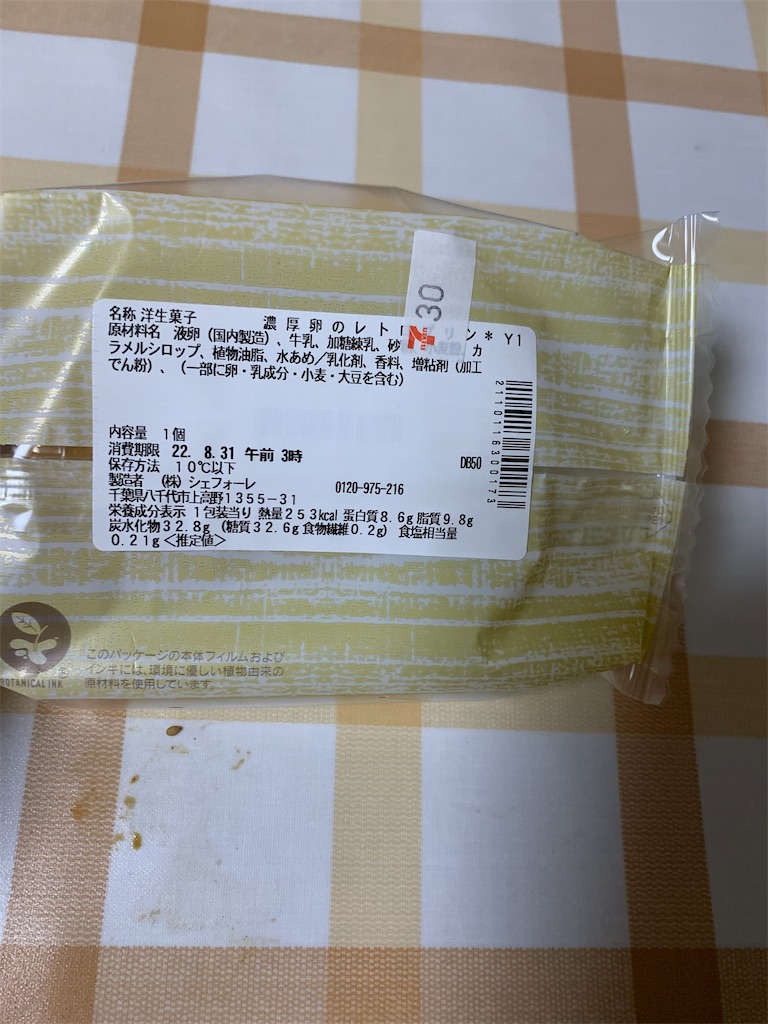 30
7
ELEVEN
名称 洋生菓子 濃厚卵のレト リン＊ Y1
原材料名 液卵（国内製造）、牛乳、加糖練乳、砂 小麦粉、カ
ラメルシロップ、植物油脂、水あめ／乳化剤、香料、増粘剤（加工
でん粉）、（一部に卵・乳成分・小麦・大豆を含む）
内容量 1個
消費期限 22. 8.31 午前 3時
DB50
保存方法 10℃以下
製造者 （株）シェフォーレ 0120-975-216
千葉県八千代市上高野1355-31
栄養成分表示 1包装当り 熱量253kcal 蛋白質8.6g 脂質9.8g
炭水化物32.8g（糖質32.6g 食物繊維0.2g） 食塩相当量
0.21g＜推定値＞
2110116300173
BOTANICAL INK
このパッケージの本体フィルムおよび
インキには、環境に優しい植物由来の
原材料を使用しています。